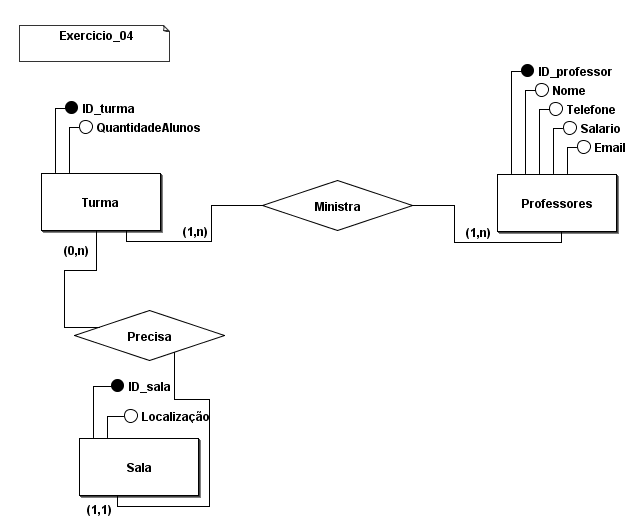 Exercicio_04
ID_professor
Nome
Telefone
Salario
Email
ID_turma
QuantidadeAlunos
Turma
Ministra
Professores
(1,n)
(1,n)
(0,n)
Precisa
ID_sala
Localização
Sala
(1,1)